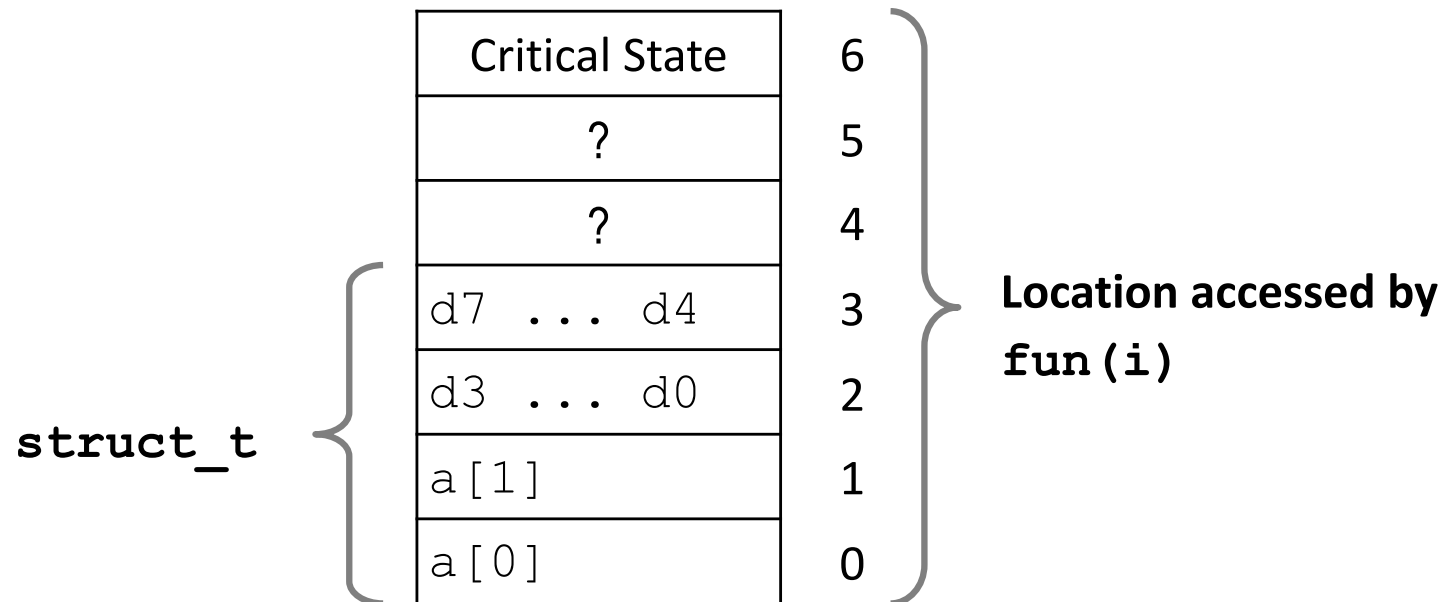 Critical State 6
? 5
? 4
d7 ... d4 3
d3 ... d0 2
a[1] 1
a[0] 0
struct_t
Location accessed by
fun(i)